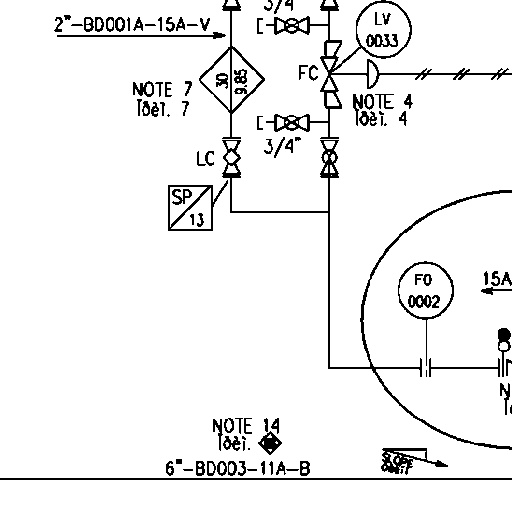 3/4
2"-BD001A-15A-V
LV
0033
FC
30
9.85
NOTE 7
Ïðèì. 7
NOTE 4
Ïðèì. 4
3/4"
LC
SP
13
FO
0002
15A
N
NOTE 14
Ïðèì.
6"-BD003-11A-B
SLOPE